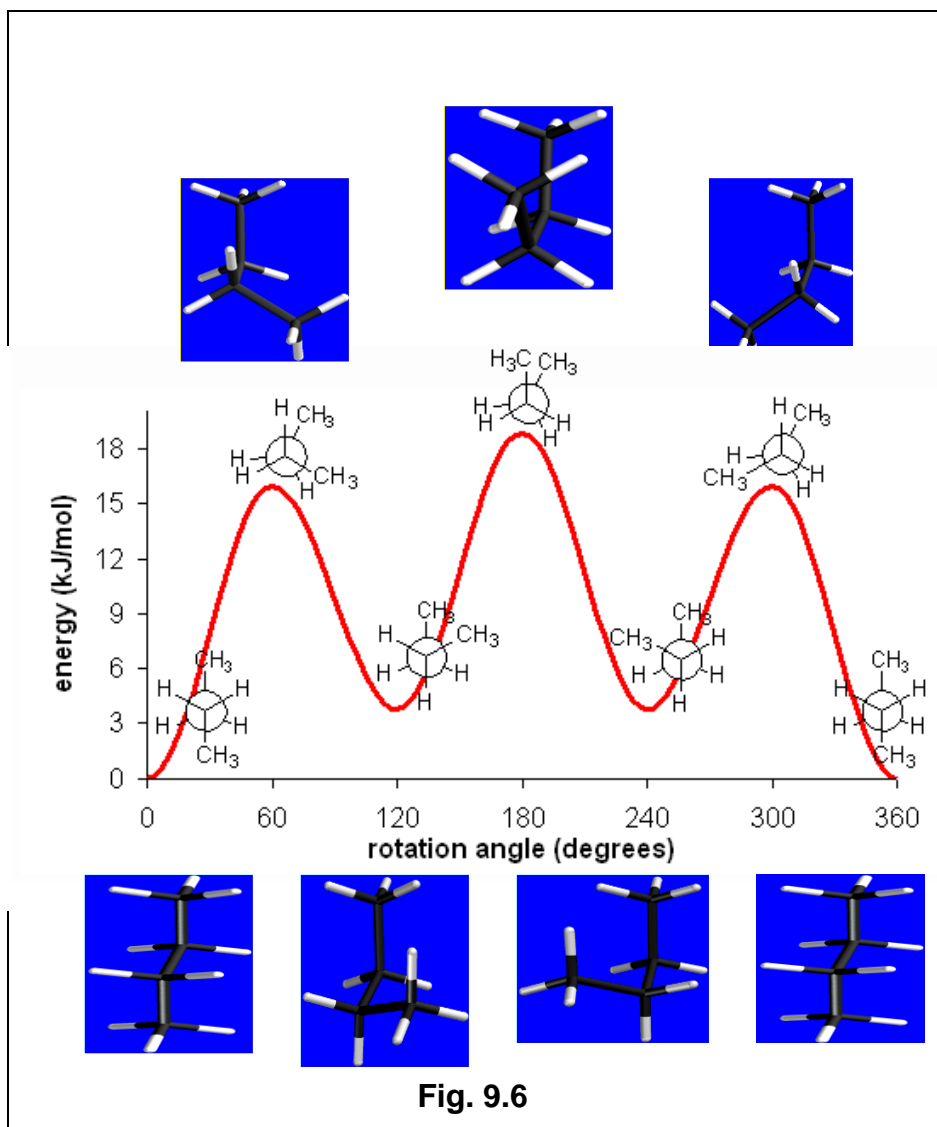 H₃C CH₃
H H
H H
H CH₃
H
H CH₃
H
H CH₃
H
H CH₃ H
H
18
15
12
9
6
3
0
energy (kJ/mol)
CH₃
H H
H H
CH₃
CH₃
H CH₃
H H
H
CH₃
CH₃ H
H H
H
CH₃
H H
H H
CH₃
0 60 120 180 240 300 360
rotation angle (degrees)
Fig. 9.6